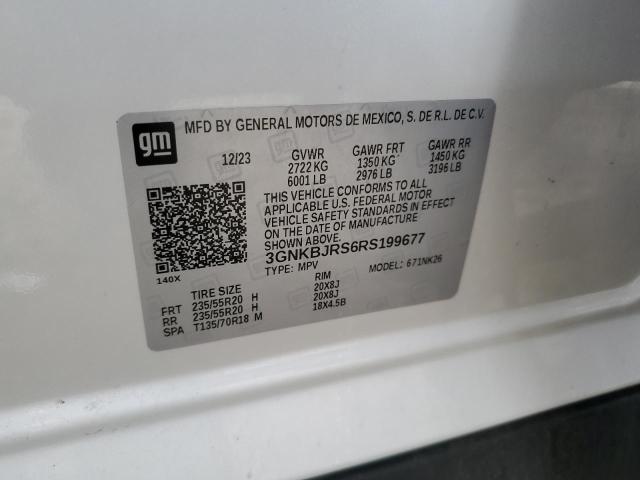 gm
MFD BY GENERAL MOTORS DE MEXICO, S. DE R.L. DE C.V.
12/23 GVWR GAWR FRT GAWR RR
2722 KG 1350 KG 1450 KG
6001 LB 2976 LB 3196 LB
THIS VEHICLE CONFORMS TO ALL
APPLICABLE U.S. FEDERAL MOTOR
VEHICLE SAFETY STANDARDS IN EFFECT
ON THE DATE OF MANUFACTURE
SHOWN ABOVE.
3GNKBJRS6RS199677
TYPE: MPV MODEL: 671NK26
140X
TIRE SIZE RIM
FRT 235/55R20 H 20X8J
RR 235/55R20 H 20X8J
SPA T135/70R18 M 18X4.5B